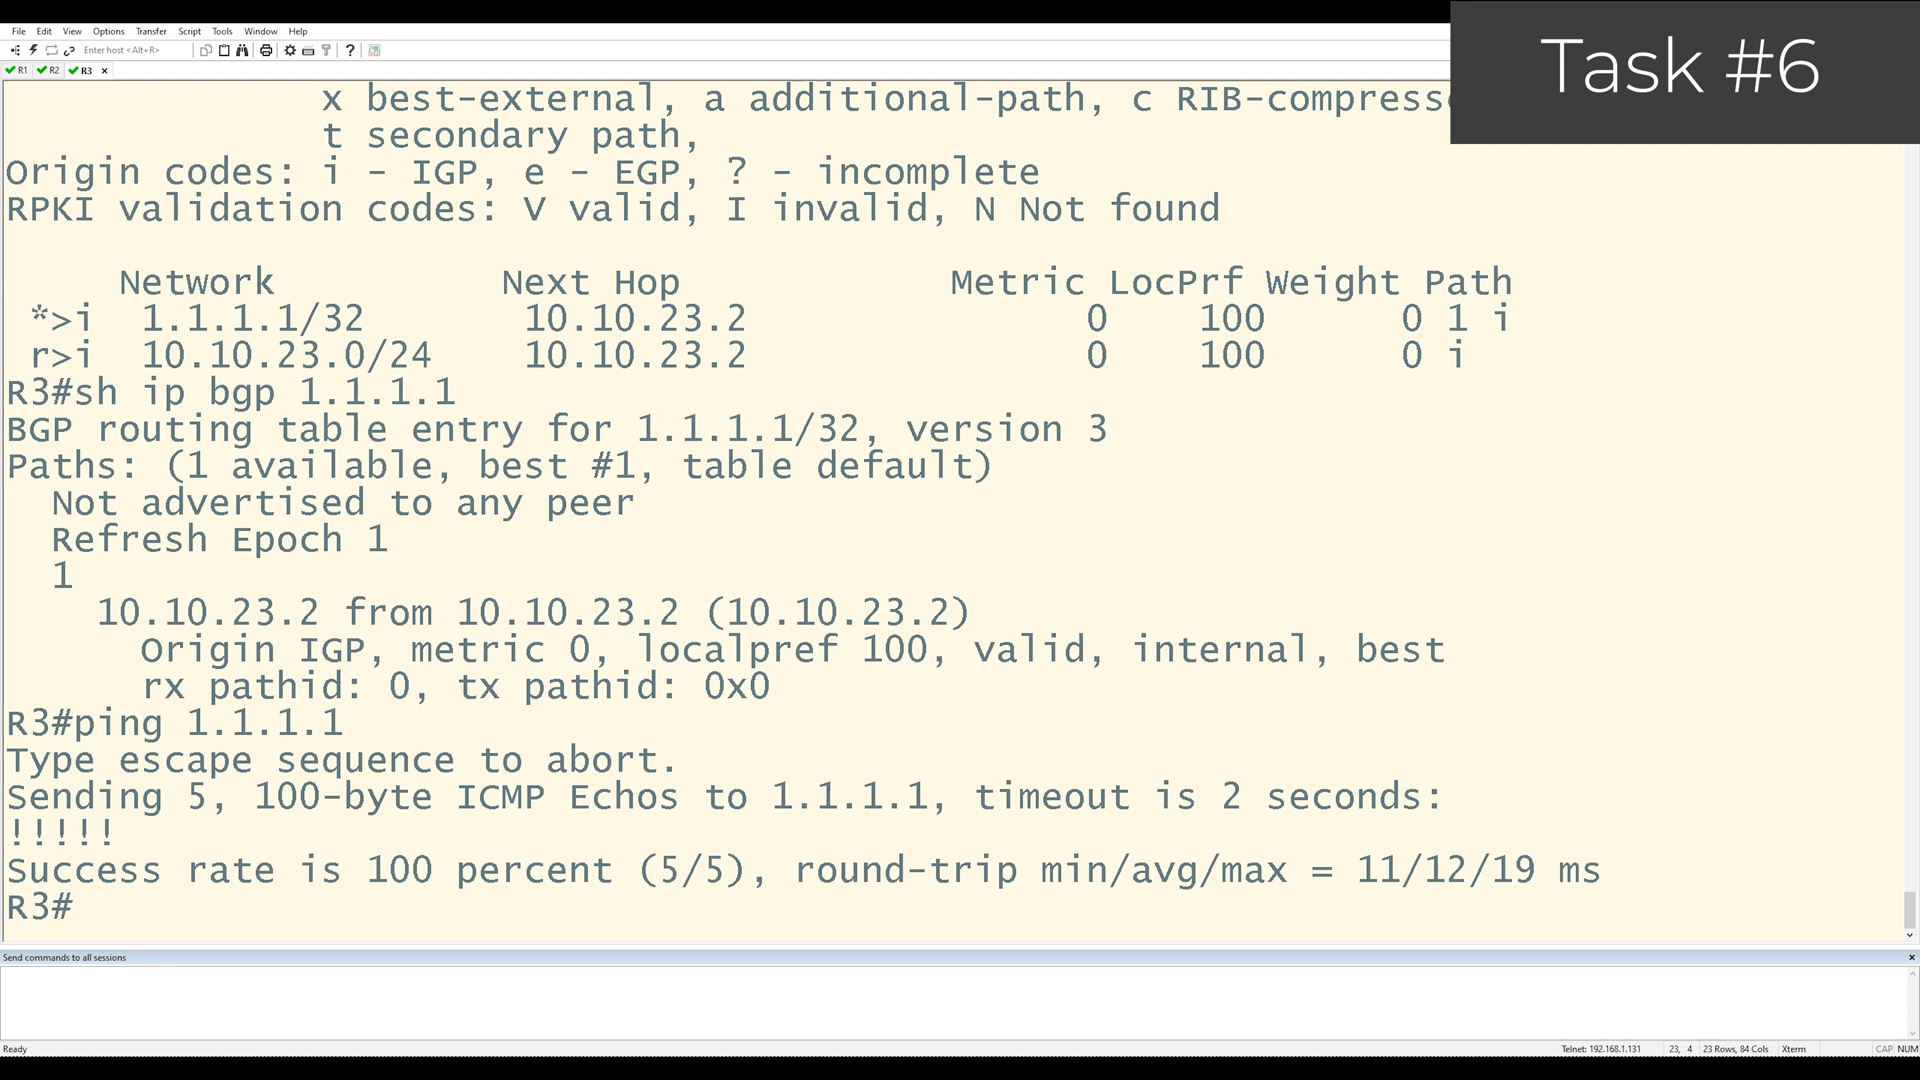 File Edit View Options Transfer Script Tools Window Help
Enter host <Alt+R>
R1 R2 R3
Task #6
x best-external, a additional-path, c RIB-compress
t secondary path,
Origin codes: i - IGP, e - EGP, ? - incomplete
RPKI validation codes: V valid, I invalid, N Not found
Network Next Hop Metric LocPrf Weight Path
*>i 1.1.1.1/32 10.10.23.2 0 100 0 1 i
r>i 10.10.23.0/24 10.10.23.2 0 100 0 i
R3#sh ip bgp 1.1.1.1
BGP routing table entry for 1.1.1.1/32, version 3
Paths: (1 available, best #1, table default)
Not advertised to any peer
Refresh Epoch 1
1
10.10.23.2 from 10.10.23.2 (10.10.23.2)
Origin IGP, metric 0, localpref 100, valid, internal, best
rx pathid: 0, tx pathid: 0x0
R3#ping 1.1.1.1
Type escape sequence to abort.
Sending 5, 100-byte ICMP Echos to 1.1.1.1, timeout is 2 seconds:
!!!!!
Success rate is 100 percent (5/5), round-trip min/avg/max = 11/12/19 ms
R3#
Send commands to all sessions
Ready Telnet: 192.168.1.131 23, 4 23 Rows, 84 Cols Xterm CAP NUM